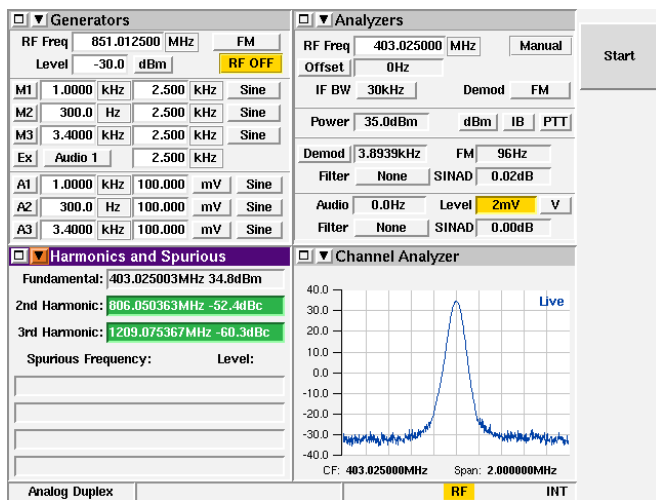 Generators
RF Freq 851.012500 MHz FM
Level -30.0 dBm RF OFF
M1 1.0000 kHz 2.500 kHz Sine
M2 300.0 Hz 2.500 kHz Sine
M3 3.4000 kHz 2.500 kHz Sine
Ex Audio 1 2.500 kHz
A1 1.0000 kHz 100.000 mV Sine
A2 300.0 Hz 100.000 mV Sine
A3 3.4000 kHz 100.000 mV Sine
Analyzers
RF Freq 403.025000 MHz Manual
Offset 0Hz
IF BW 30kHz Demod FM
Power 35.0dBm dBm IB PTT
Demod 3.8939kHz FM 96Hz
Filter None SINAD 0.02dB
Audio 0.0Hz Level 2mV V
Filter None SINAD 0.00dB
Start
Harmonics and Spurious
Fundamental: 403.025003MHz 34.8dBm
2nd Harmonic: 806.050363MHz -52.4dBc
3rd Harmonic: 1209.075367MHz -60.3dBc
Spurious Frequency: Level:
Channel Analyzer
Live
40.0
30.0
20.0
10.0
0.0
-10.0
-20.0
-30.0
-40.0
CF: 403.025000MHz Span: 2.000000MHz
Analog Duplex RF INT